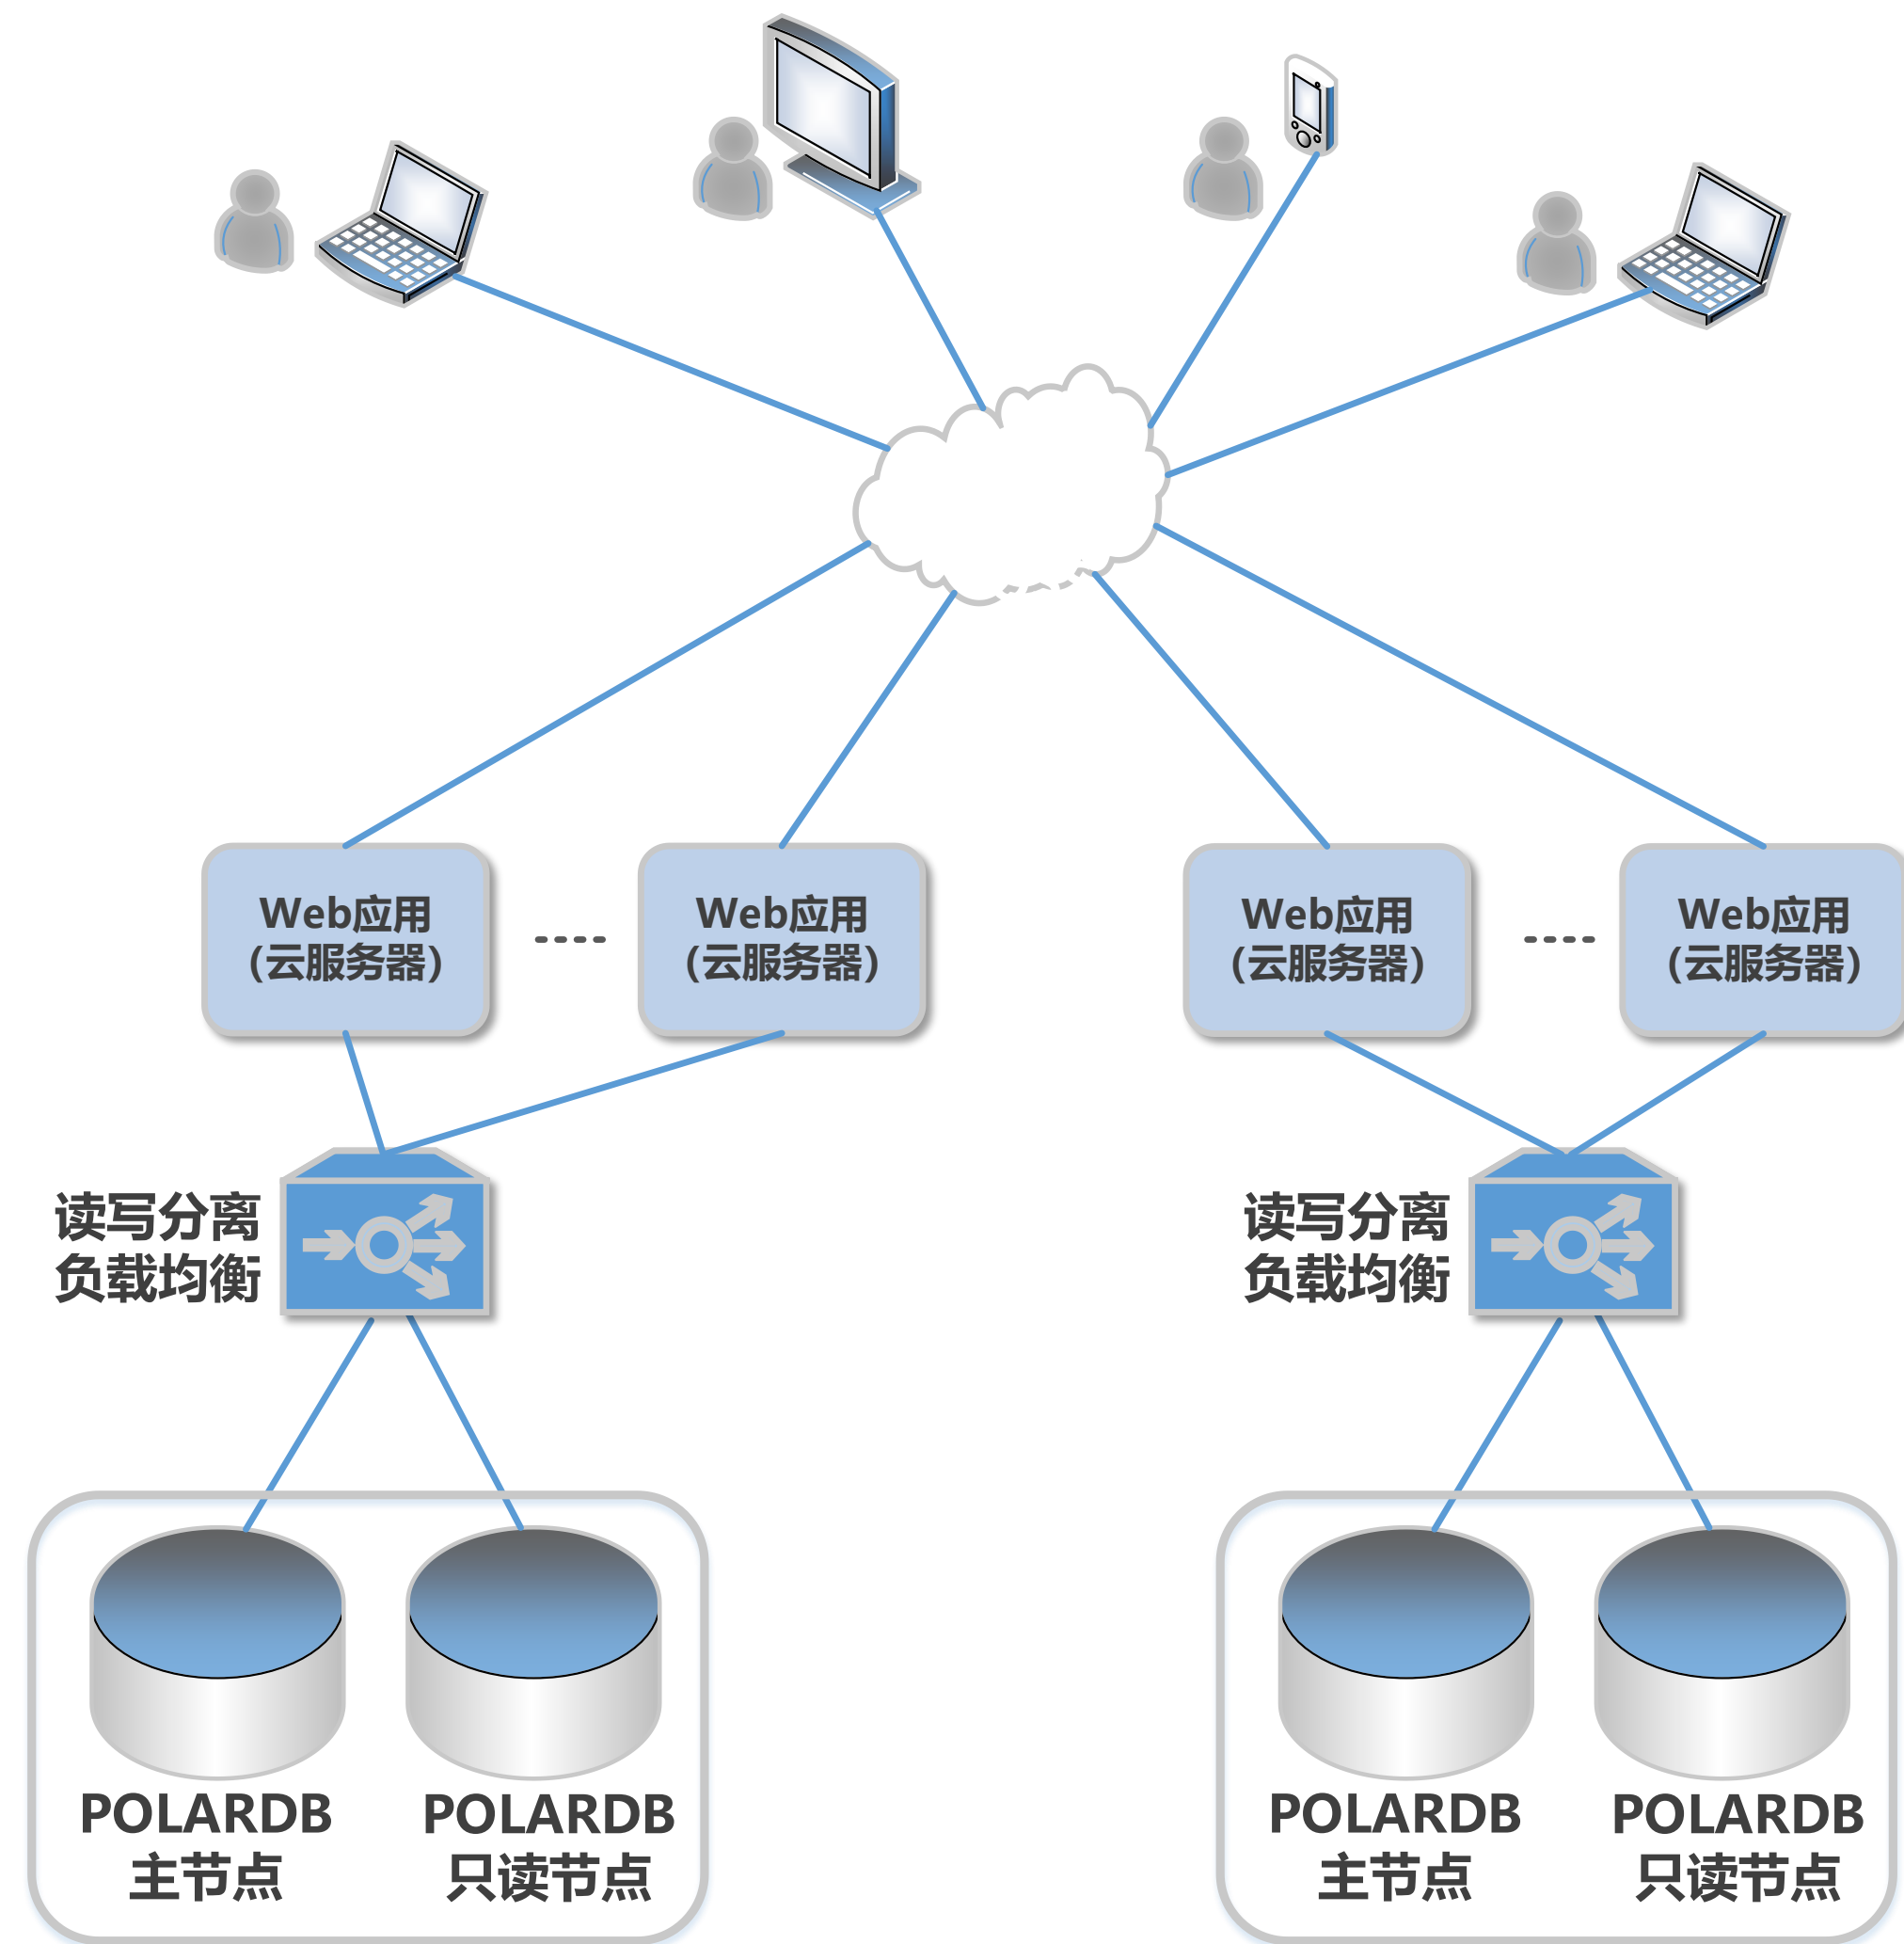 Web应用
(云服务器)
Web应用
(云服务器)
Web应用
(云服务器)
Web应用
(云服务器)
读写分离
负载均衡
读写分离
负载均衡
POLARDB
主节点
POLARDB
只读节点
POLARDB
主节点
POLARDB
只读节点